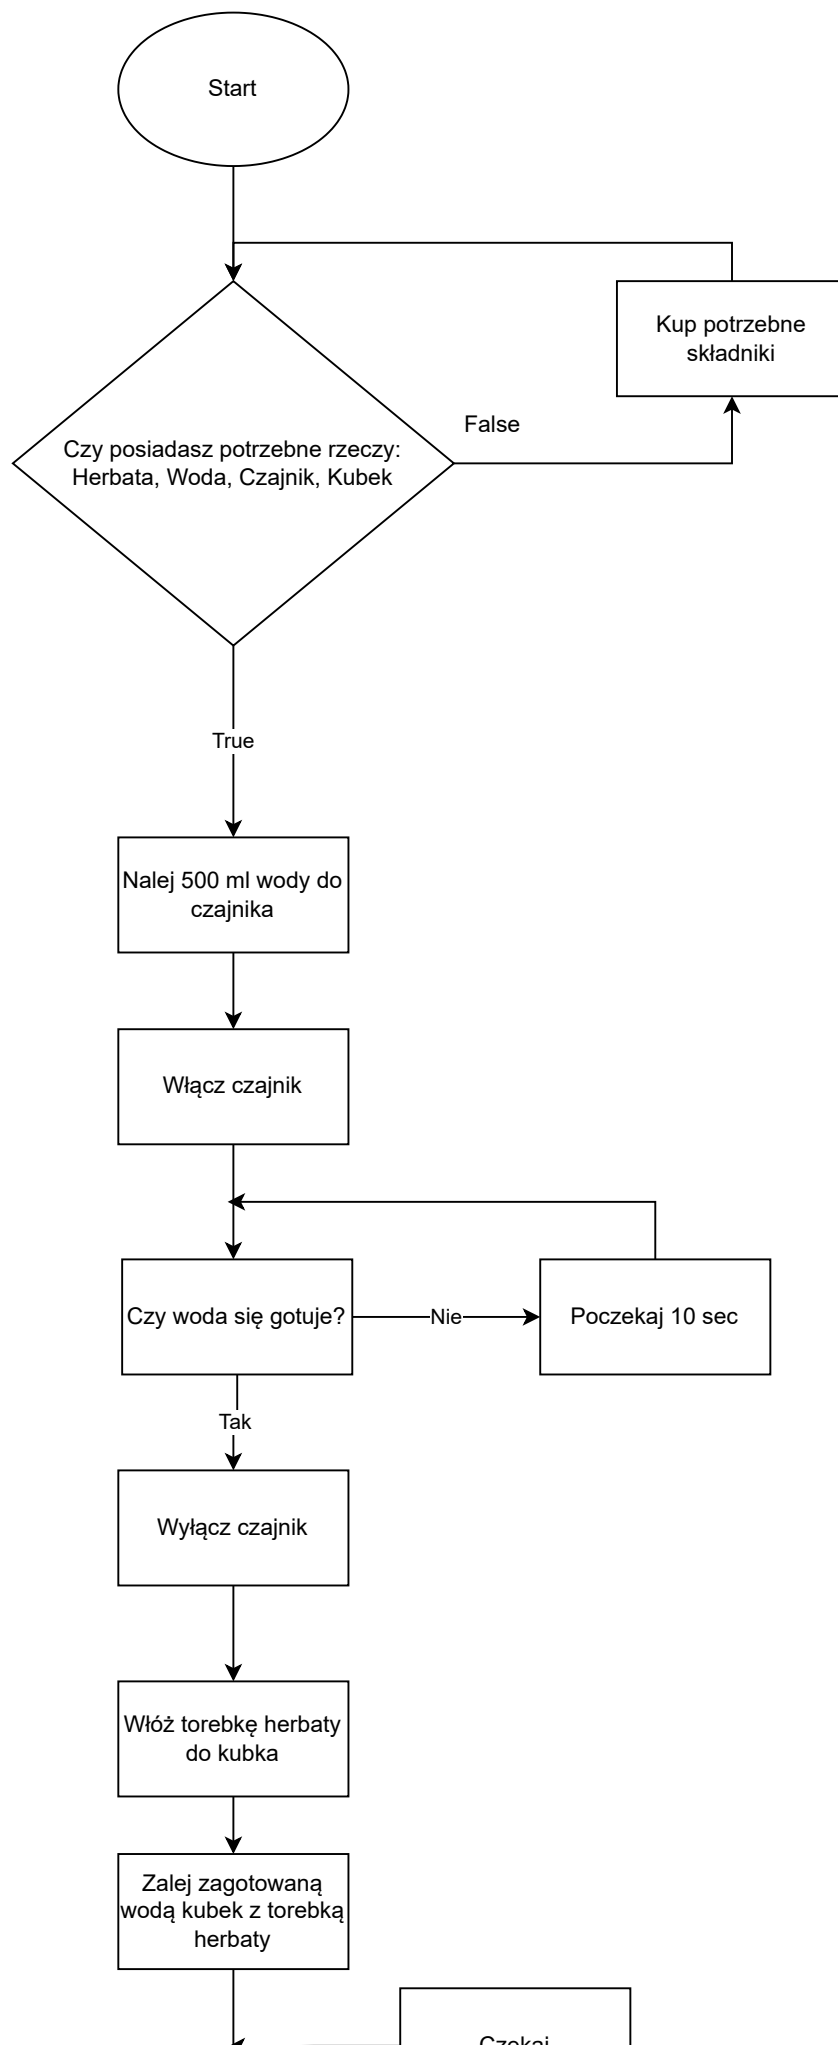 Start
Kup potrzebne
składniki
False
Czy posiadasz potrzebne rzeczy:
Herbata, Woda, Czajnik, Kubek
True
Nalej 500 ml wody do
czajnika
Włącz czajnik
Czy woda się gotuje?
Nie
Poczekaj 10 sec
Tak
Wyłącz czajnik
Włóż torebkę herbaty
do kubka
Zalej zagotowaną
wodą kubek z torebką
herbaty
Czekaj